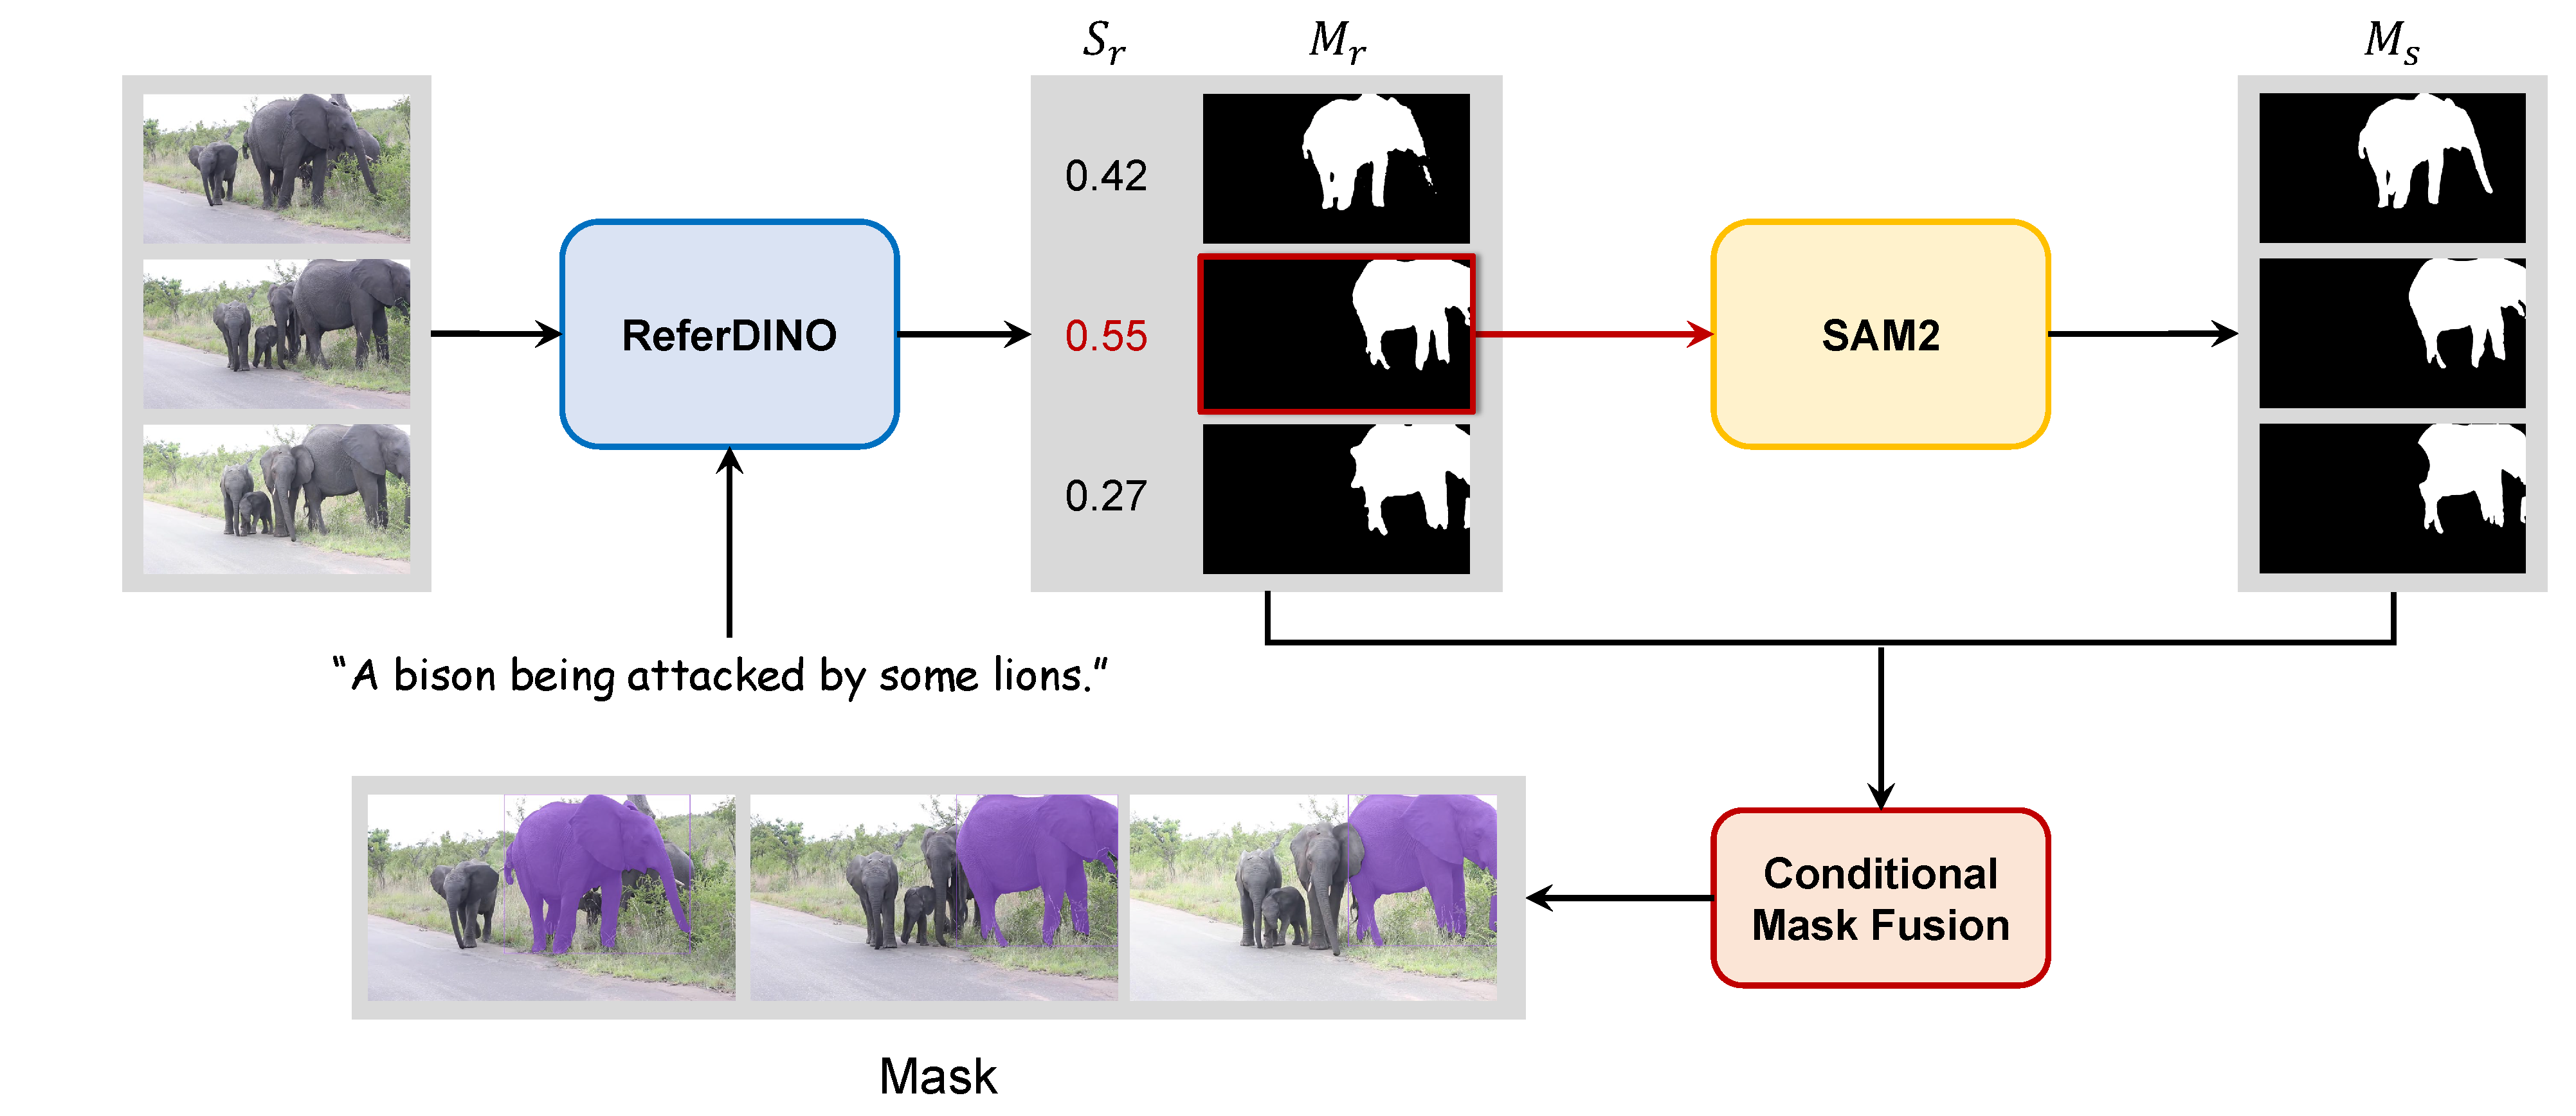 S_r
M_r
M_s
0.42
0.55
0.27
ReferDINO
SAM2
“A bison being attacked by some lions.”
Conditional
Mask Fusion
Mask